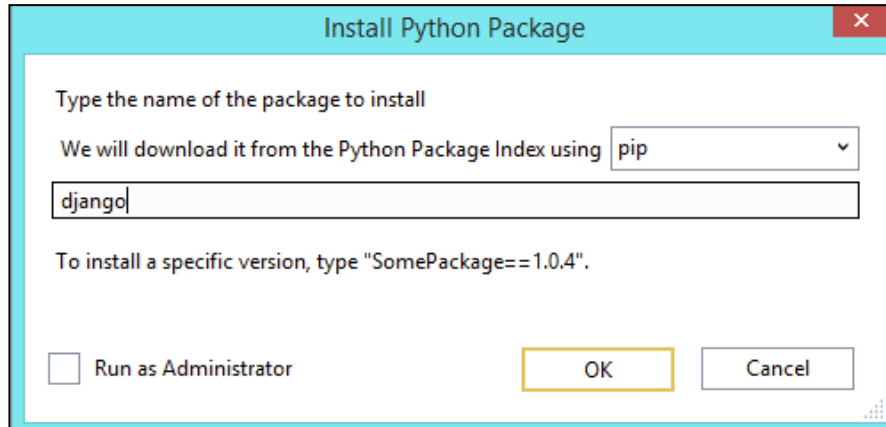 Install Python Package
Type the name of the package to install
We will download it from the Python Package Index using pip
django
To install a specific version, type "SomePackage==1.0.4".
Run as Administrator OK Cancel